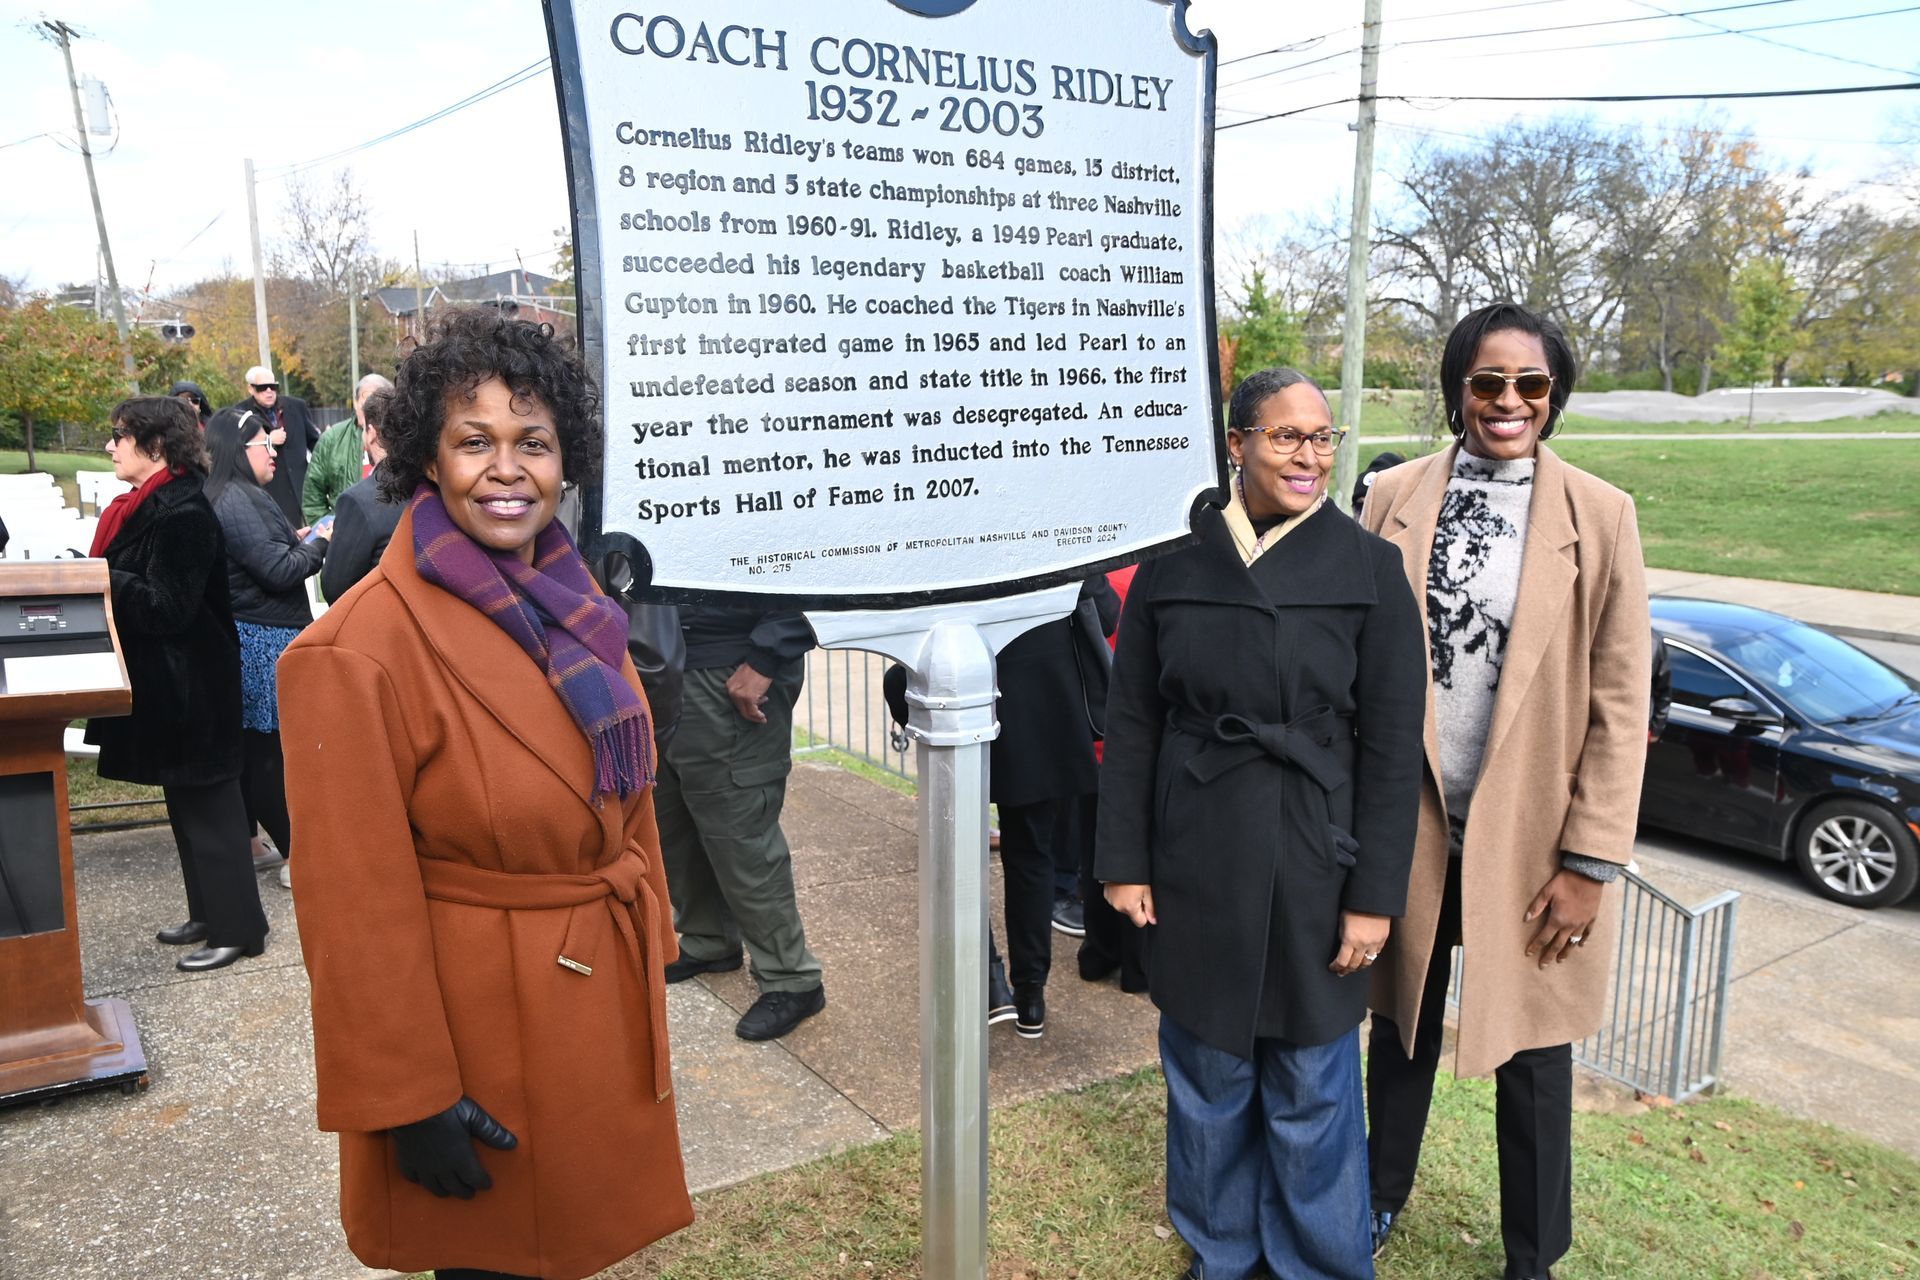 COACH CORNELIUS RIDLEY
1932 - 2003
Cornelius Ridley's teams won 684 games, 15 district,
8 region and 5 state championships at three Nashville
schools from 1960-91. Ridley, a 1949 Pearl graduate,
succeeded his legendary basketball coach William
Gupton in 1960. He coached the Tigers in Nashville's
first integrated game in 1965 and led Pearl to an
undefeated season and state title in 1966, the first
year the tournament was desegregated. An educa-
tional mentor, he was inducted into the Tennessee
Sports Hall of Fame in 2007.
THE HISTORICAL COMMISSION OF METROPOLITAN NASHVILLE AND DAVIDSON COUNTY
NO. 275 ERECTED 2024